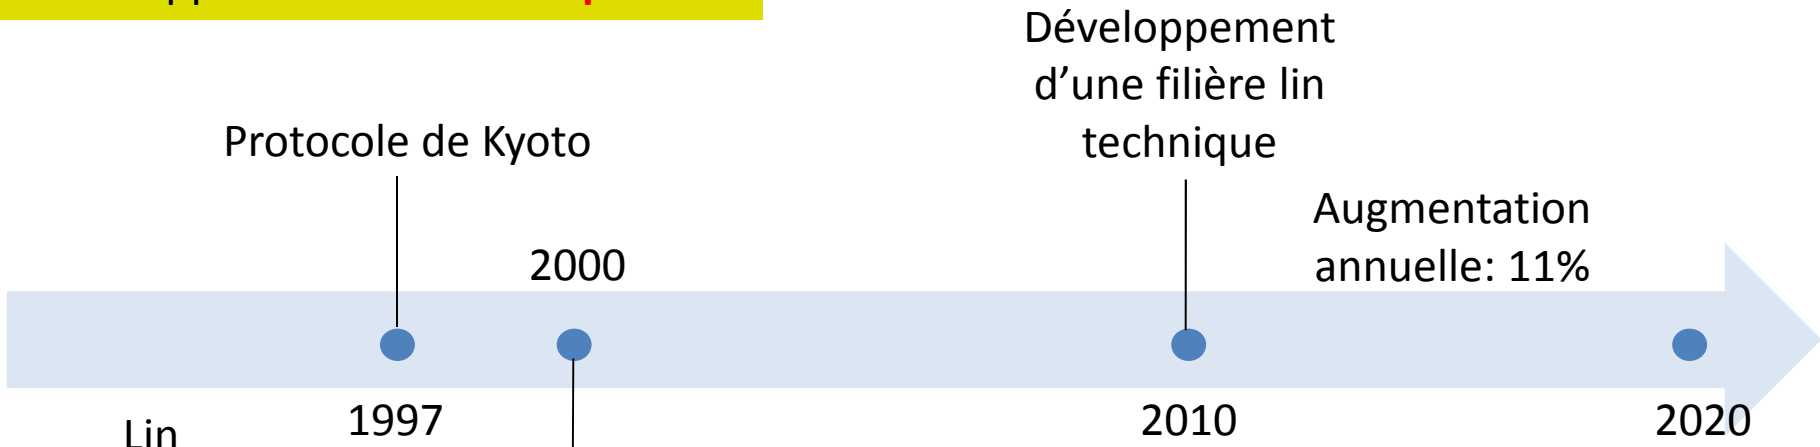 Développement
d’une filière lin
technique
Protocole de Kyoto
Augmentation
annuelle: 11%
2000
1997
2010
2020
Lin